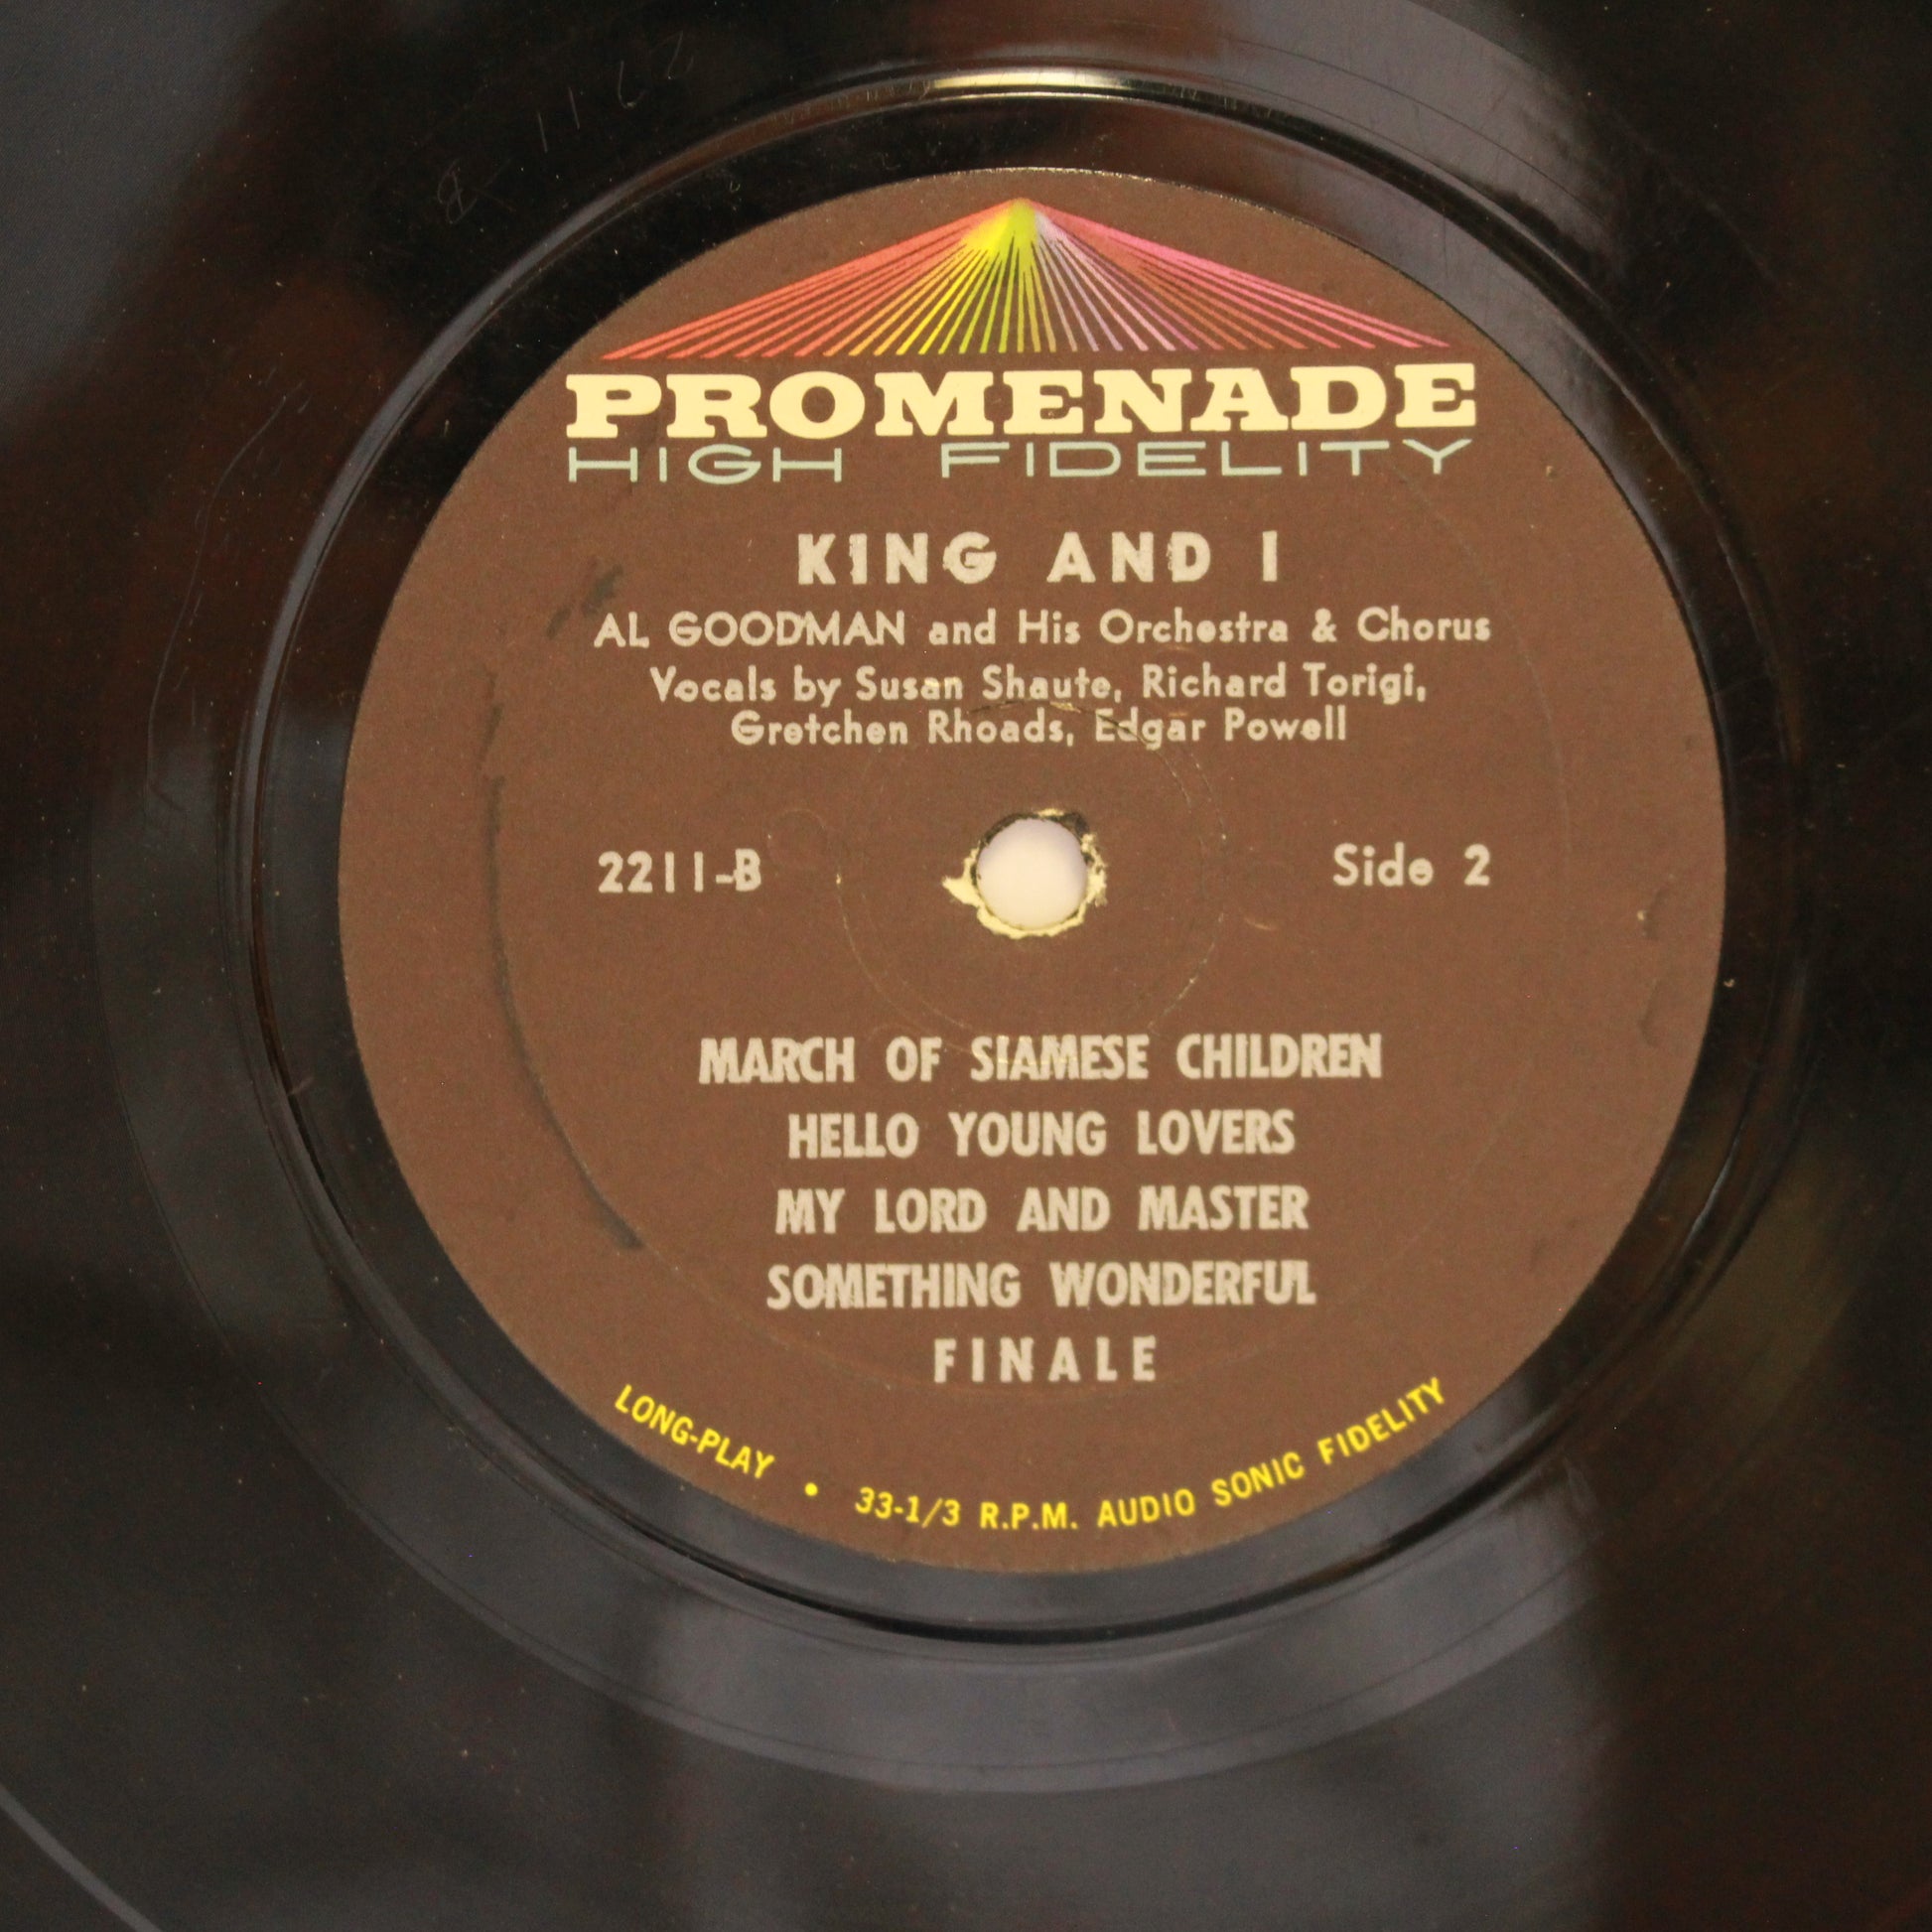 PROMENADE
HIGH FIDELITY
KING AND I
AL GOODMAN and His Orchestra & Chorus
Vocals by Susan Shaute, Richard Torigi,
Gretchen Rhoads, Edgar Powell
2211-B
Side 2
MARCH OF SIAMESE CHILDREN
HELLO YOUNG LOVERS
MY LORD AND MASTER
SOMETHING WONDERFUL
FINALE
LONG-PLAY • 33-1/3 R.P.M. AUDIO SONIC FIDELITY